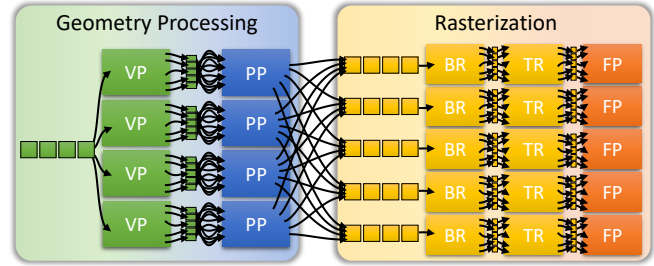 Geometry Processing
Rasterization
VP PP BR TR FP
VP PP BR TR FP
VP PP BR TR FP
VP PP BR TR FP
BR TR FP